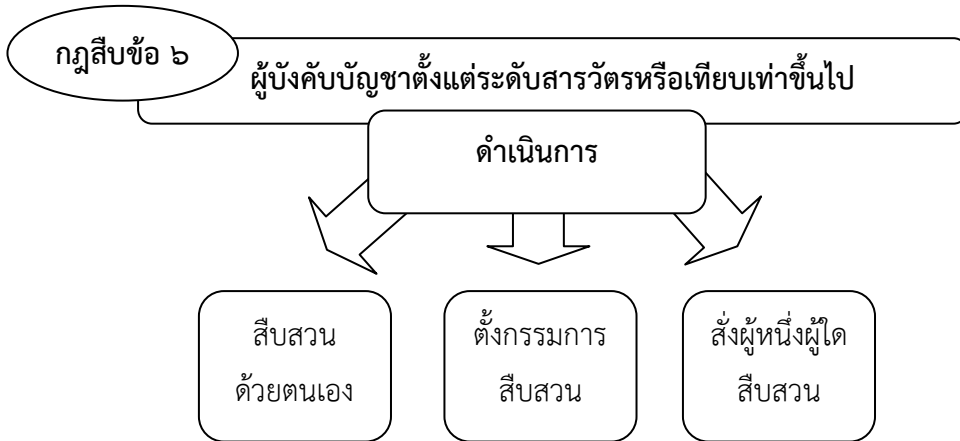 กฎสืบข้อ ๖
ผู้บังคับบัญชาตั้งแต่ระดับสารวัตรหรือเทียบเท่าขึ้นไป
ดำเนินการ
สืบสวน
ด้วยตนเอง
ตั้งกรรมการ
สืบสวน
สั่งผู้หนึ่งผู้ใด
สืบสวน